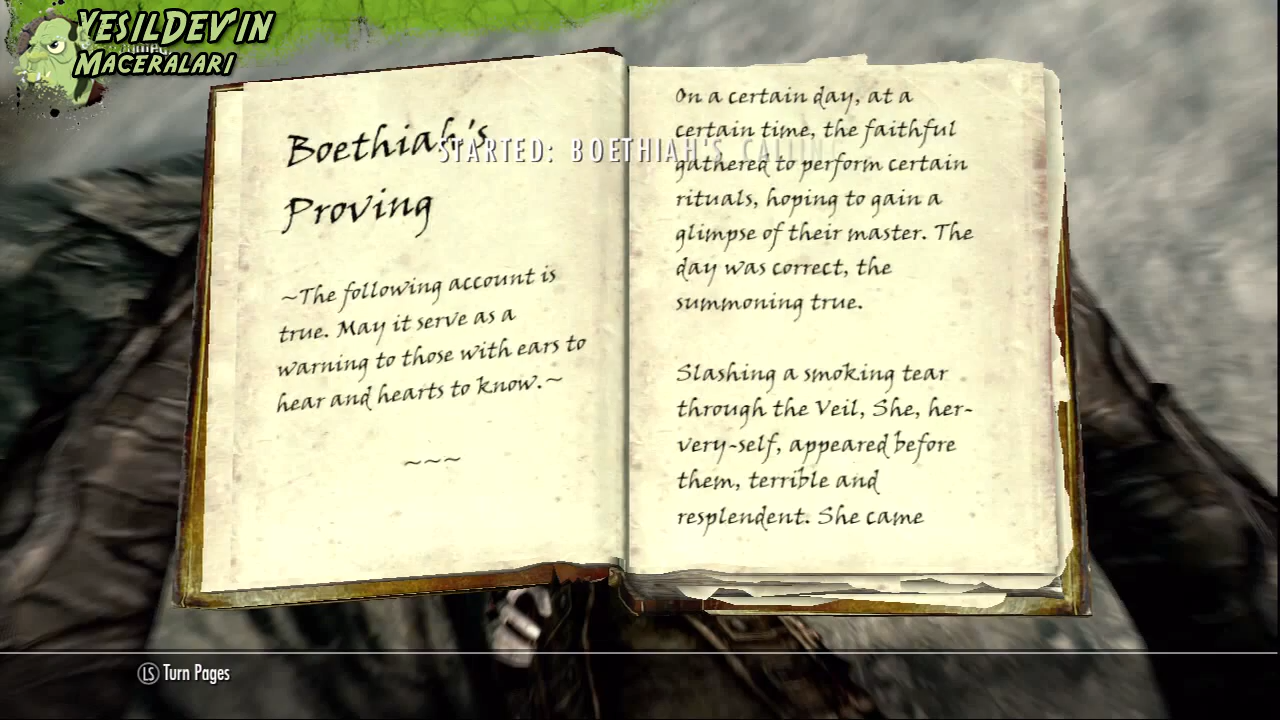 YESILDEV'IN
MACERALARI
Boethiah's
Proving
~The following account is
true. May it serve as a
warning to those with ears to
hear and hearts to know.~
~~~
STARTED: BOETHIAH'S CALLING
On a certain day, at a
certain time, the faithful
gathered to perform certain
rituals, hoping to gain a
glimpse of their master. The
day was correct, the
summoning true.
Slashing a smoking tear
through the Veil, She, her-
very-self, appeared before
them, terrible and
resplendent. She came
LS Turn Pages